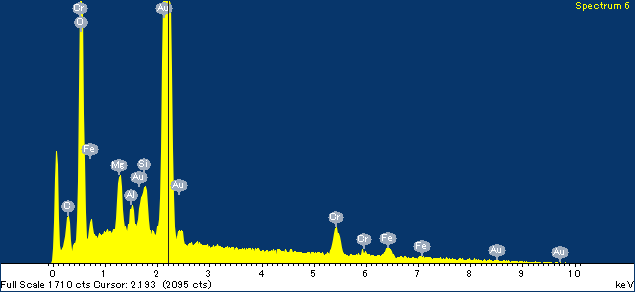 Spectrum 6
Cr
O
Au
Fe
Mg
Si
Au
Al
Au
C
Cr
Cr
Fe
Fe
Au
Au
0 1 2 3 4 5 6 7 8 9 10
Full Scale 1710 cts Cursor: 2.193 (2095 cts) keV